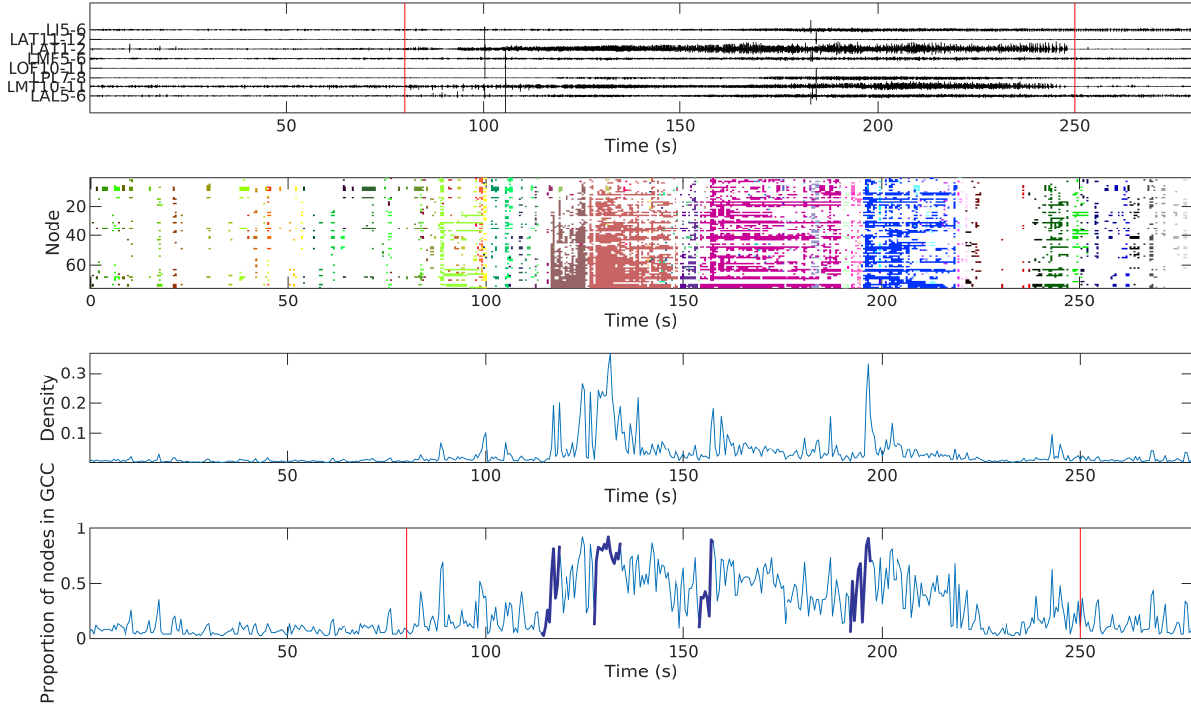 LI5-6
LAT11-12
LAT1-2
LMF5-6
LOF10-11
LPL7-8
LMT10-11
LAL5-6
50 100 150 200 250
Time (s)
Node
20
40
60
0 50 100 150 200 250
Time (s)
Density
0.3
0.2
0.1
50 100 150 200 250
Time (s)
Proportion of nodes in GCC
1
0.5
0
50 100 150 200 250
Time (s)